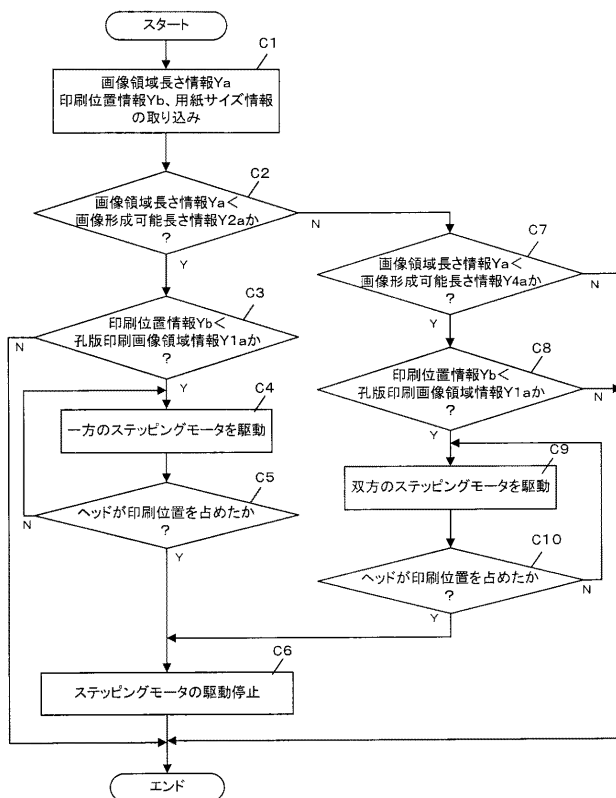 スタート
C1
画像領域長さ情報Ya
印刷位置情報Yb、用紙サイズ情報
の取り込み
C2
画像領域長さ情報Ya<
画像形成可能長さ情報Y2aか
?
N
Y
C7
画像領域長さ情報Ya<
画像形成可能長さ情報Y4aか
?
N
Y
C3
印刷位置情報Yb<
孔版印刷画像領域情報Y1aか
?
N
Y
C8
印刷位置情報Yb<
孔版印刷画像領域情報Y1aか
?
N
Y
C4
一方のステッピングモータを駆動
C9
双方のステッピングモータを駆動
C5
ヘッドが印刷位置を占めたか
?
N
Y
C10
ヘッドが印刷位置を占めたか
?
N
Y
C6
ステッピングモータの駆動停止
エンド